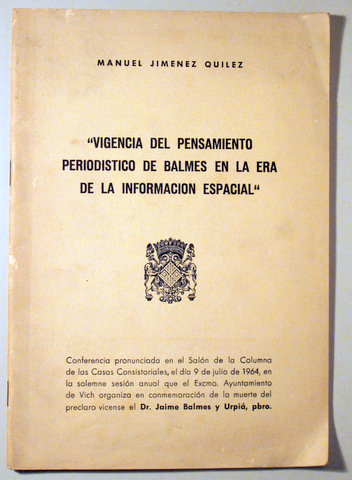 MANUEL JIMENEZ QUILEZ
"VIGENCIA DEL PENSAMIENTO
PERIODISTICO DE BALMES EN LA ERA
DE LA INFORMACION ESPACIAL"
Conferencia pronunciada en el Salón de la Columna
de las Casas Consistoriales, el día 9 de julio de 1964, en
la solemne sesión anual que el Excmo. Ayuntamiento
de Vich organiza en conmemoración de la muerte del
preclaro vicense el Dr. Jaime Balmes y Urpiá, pbro.